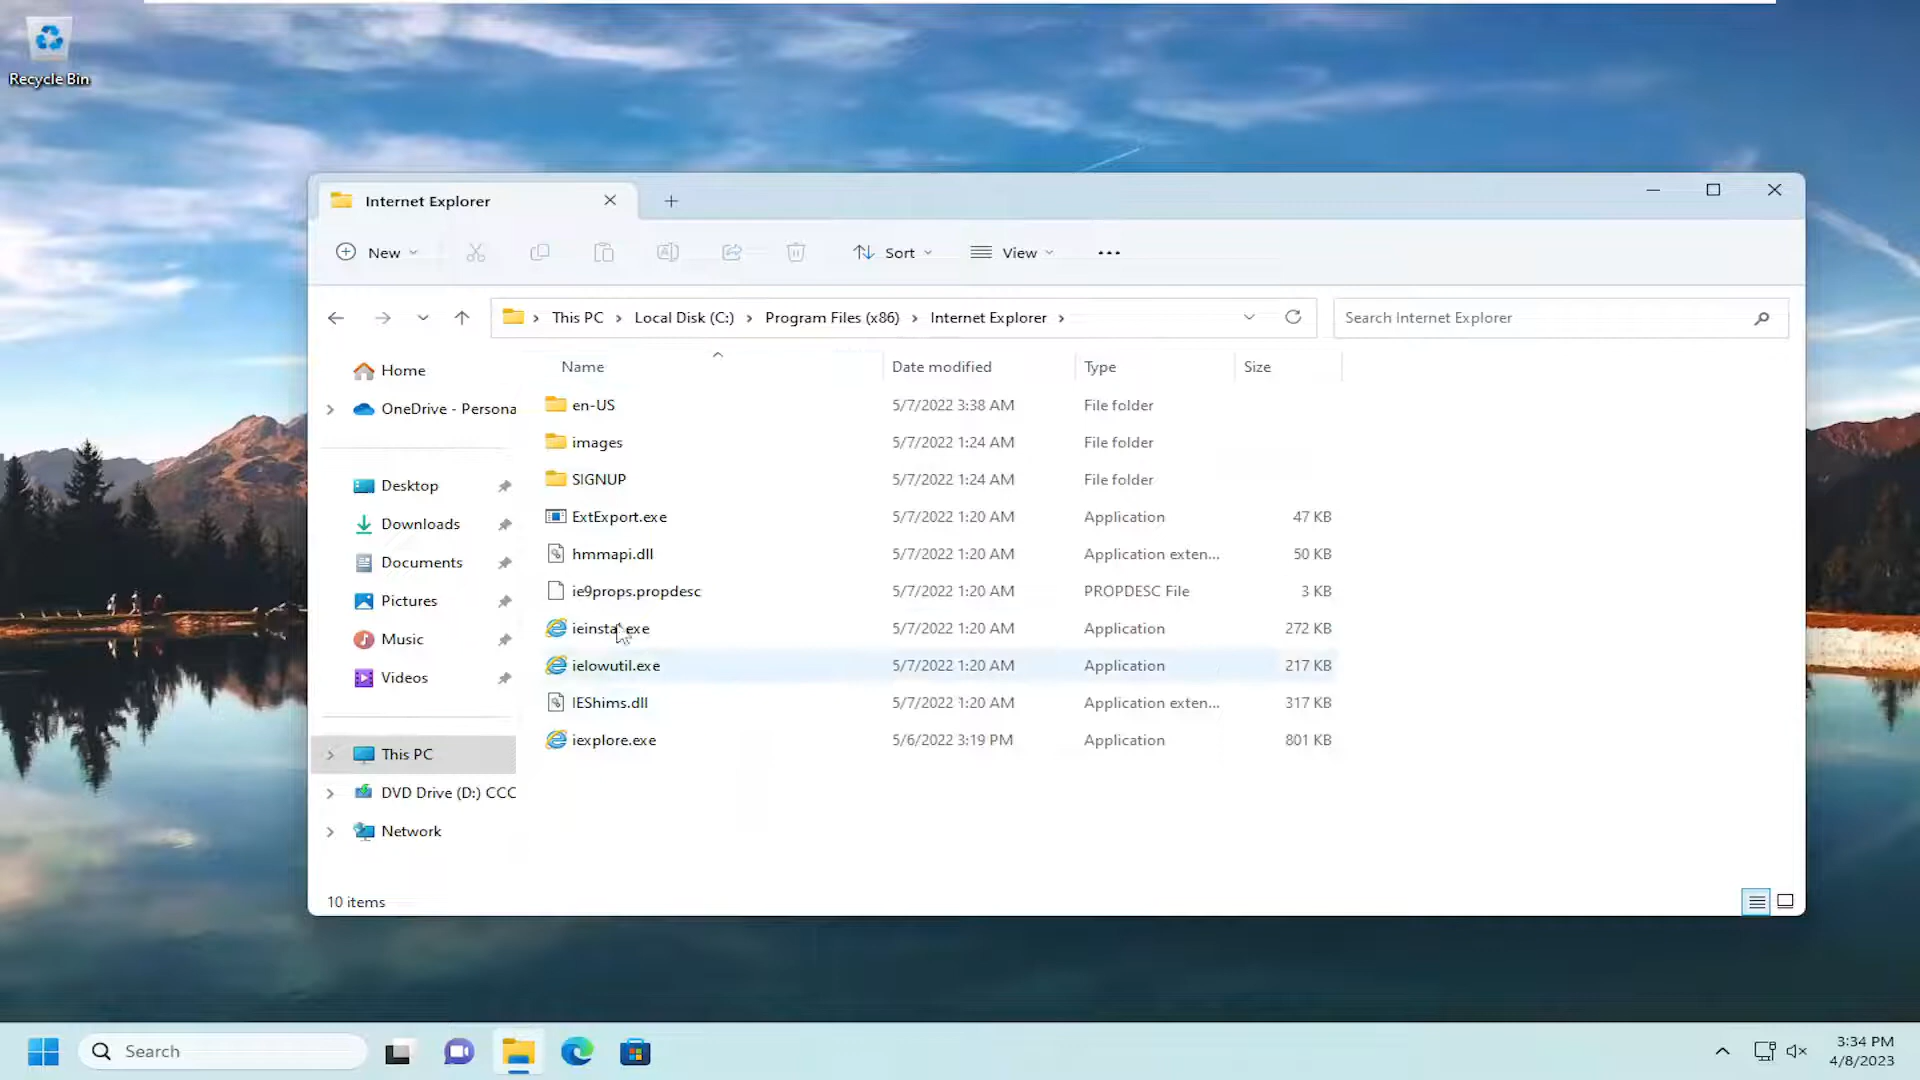 Recycle Bin
Internet Explorer
New
Sort
View
This PC
Local Disk (C:)
Program Files (x86)
Internet Explorer
Search Internet Explorer
Home
OneDrive - Persona
Desktop
Downloads
Documents
Pictures
Music
Videos
This PC
DVD Drive (D:) CCC
Network
Name Date modified Type Size
en-US 5/7/2022 3:38 AM File folder
images 5/7/2022 1:24 AM File folder
SIGNUP 5/7/2022 1:24 AM File folder
ExtExport.exe 5/7/2022 1:20 AM Application 47 KB
hmmapi.dll 5/7/2022 1:20 AM Application exten... 50 KB
ie9props.propdesc 5/7/2022 1:20 AM PROPDESC File 3 KB
ieinstal.exe 5/7/2022 1:20 AM Application 272 KB
ielowutil.exe 5/7/2022 1:20 AM Application 217 KB
IEShims.dll 5/7/2022 1:20 AM Application exten... 317 KB
iexplore.exe 5/6/2022 3:19 PM Application 801 KB
10 items
Search
3:34 PM
4/8/2023